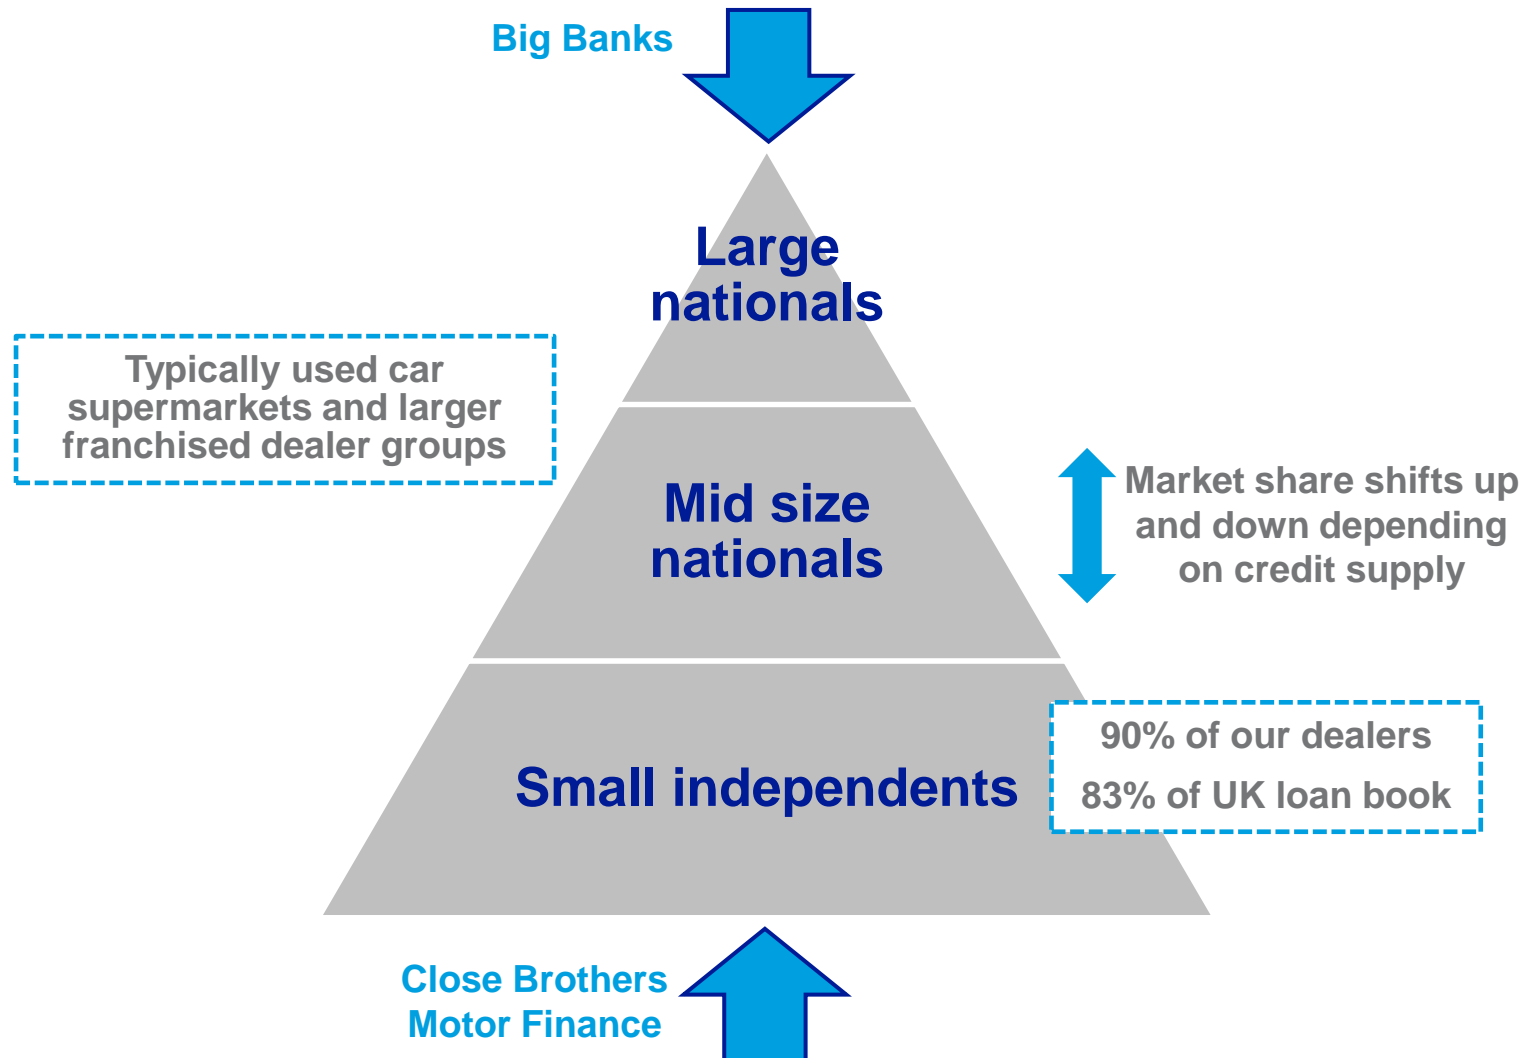 Big Banks
Large
nationals
Typically used car
supermarkets and larger
franchised dealer groups
Mid size
nationals
Market share shifts up
and down depending
on credit supply
Small independents
90% of our dealers
83% of UK loan book
Close Brothers
Motor Finance